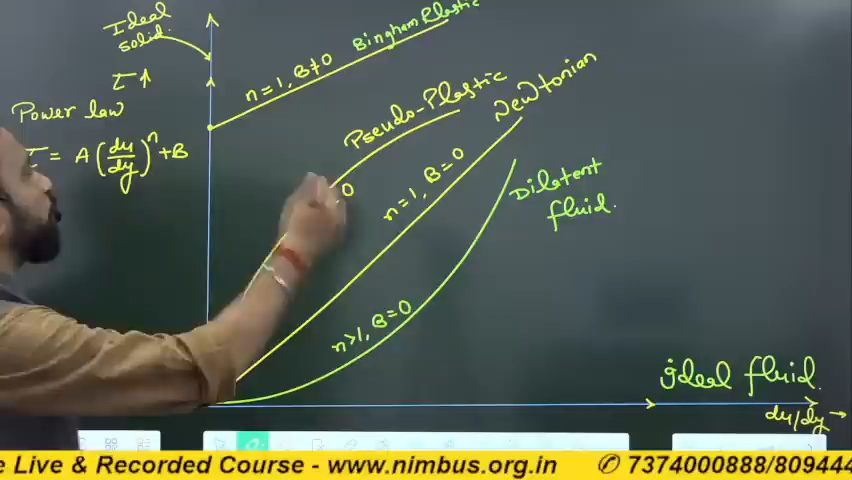 Ideal
solid.
τ↑
Power law
τ = A(du/dy)^n + B
n=1, B≠0 Bingham Plastic
Pseudo-Plastic
0
Newtonian
n=1, B=0
Dilatent
fluid.
n>1, B=0
ideal fluid.
du/dy →
Live & Recorded Course - www.nimbus.org.in ✆ 7374000888/809444